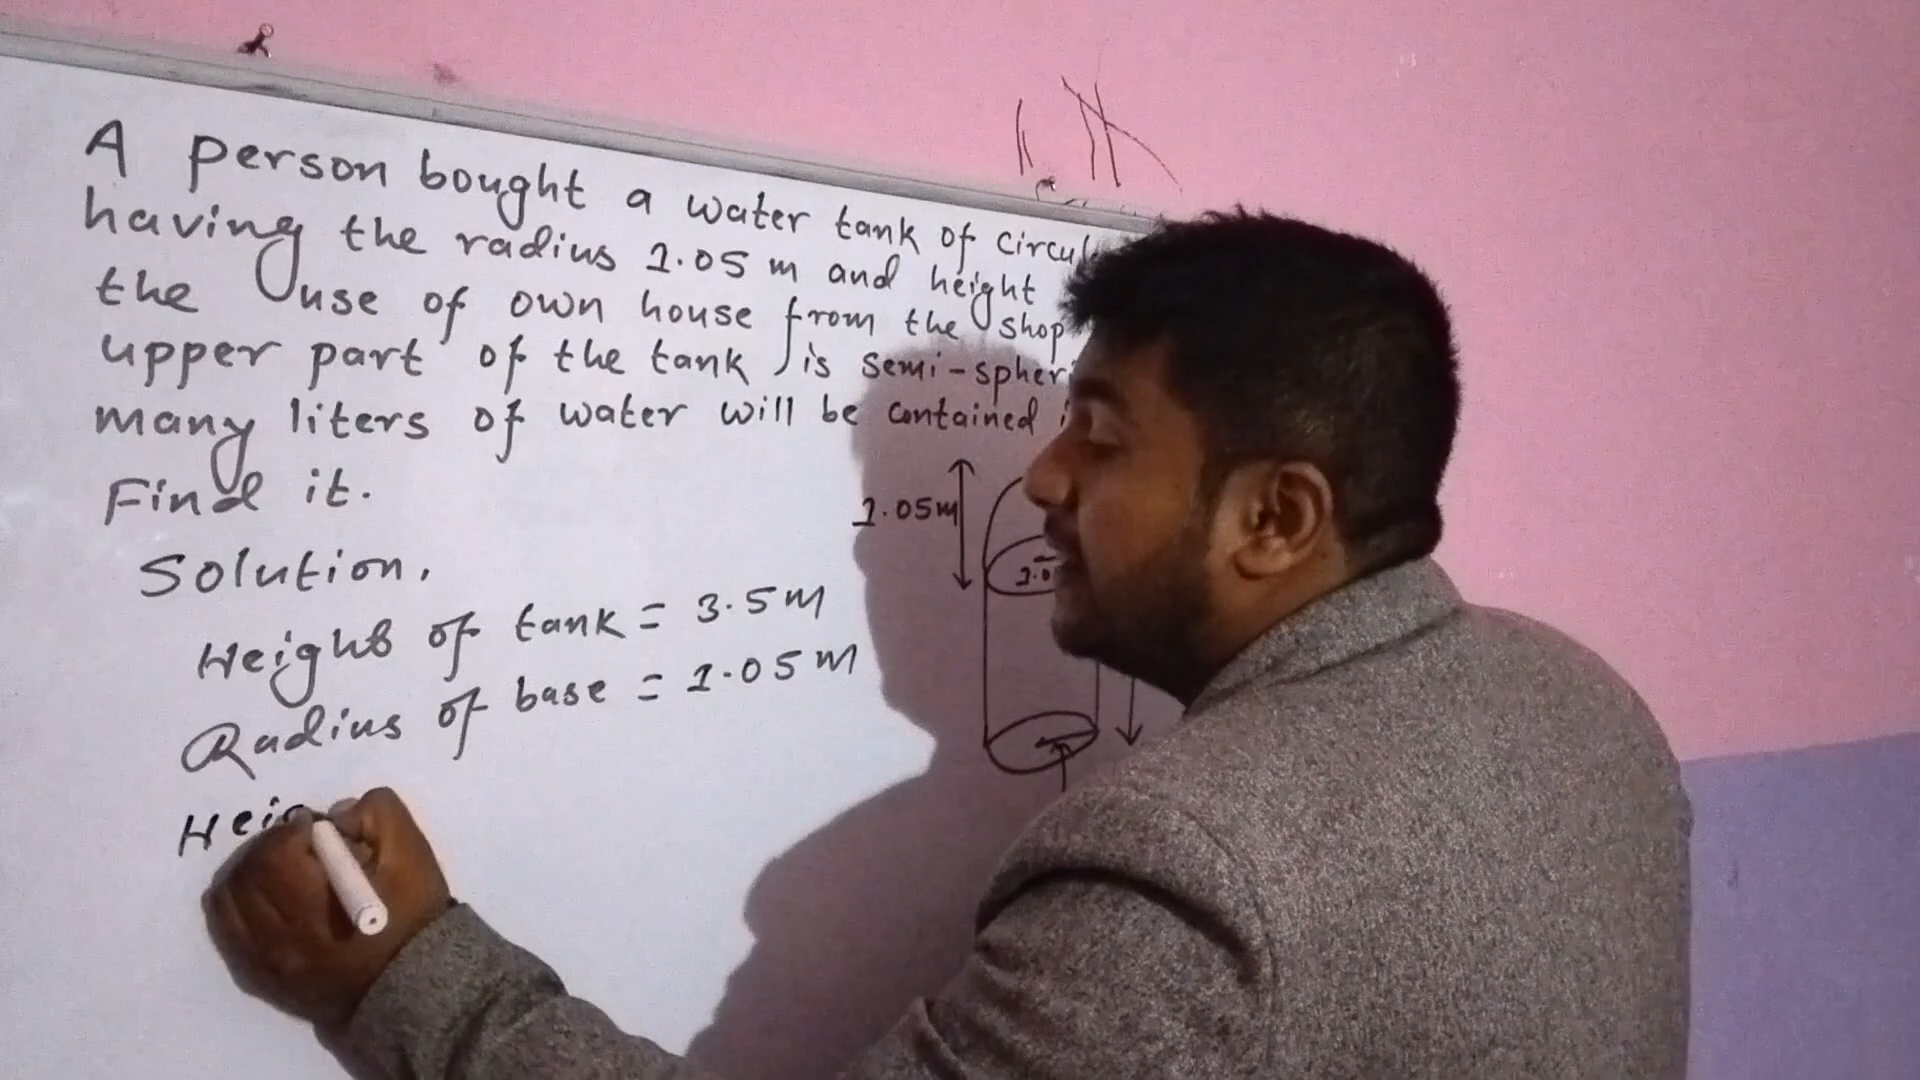 A person bought a water tank of
having the radius 1.05 m and height
the use of own house from the shop
upper part of the tank is semi-
many liters of water will be contained
Find it.
Solution,
1.05m
Height of tank = 3.5m
Radius of base = 1.05m